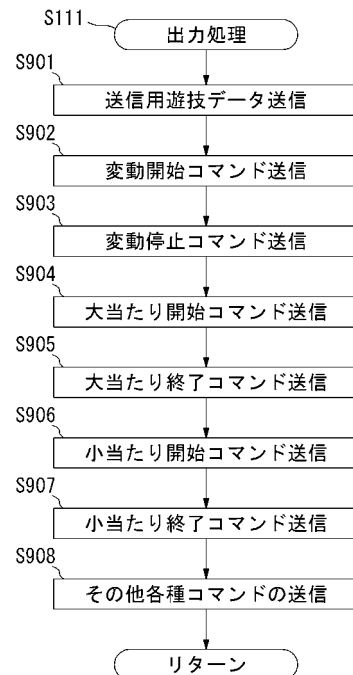 S111
出力処理
S901
送信用遊技データ送信
S902
変動開始コマンド送信
S903
変動停止コマンド送信
S904
大当たり開始コマンド送信
S905
大当たり終了コマンド送信
S906
小当たり開始コマンド送信
S907
小当たり終了コマンド送信
S908
その他各種コマンドの送信
リターン